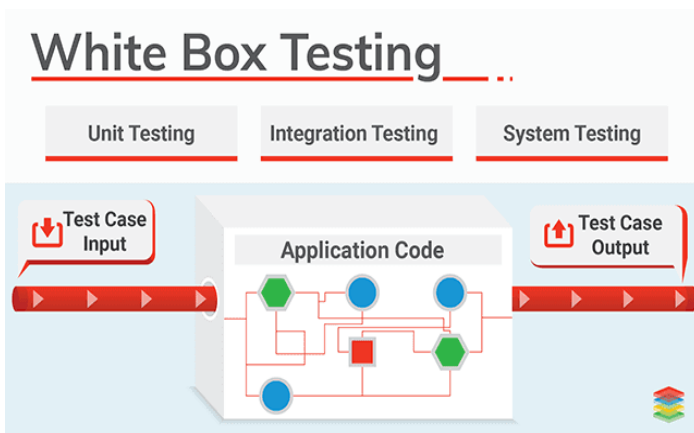 White Box Testing
Unit Testing
Integration Testing
System Testing
Test Case
Input
Application Code
Test Case
Output